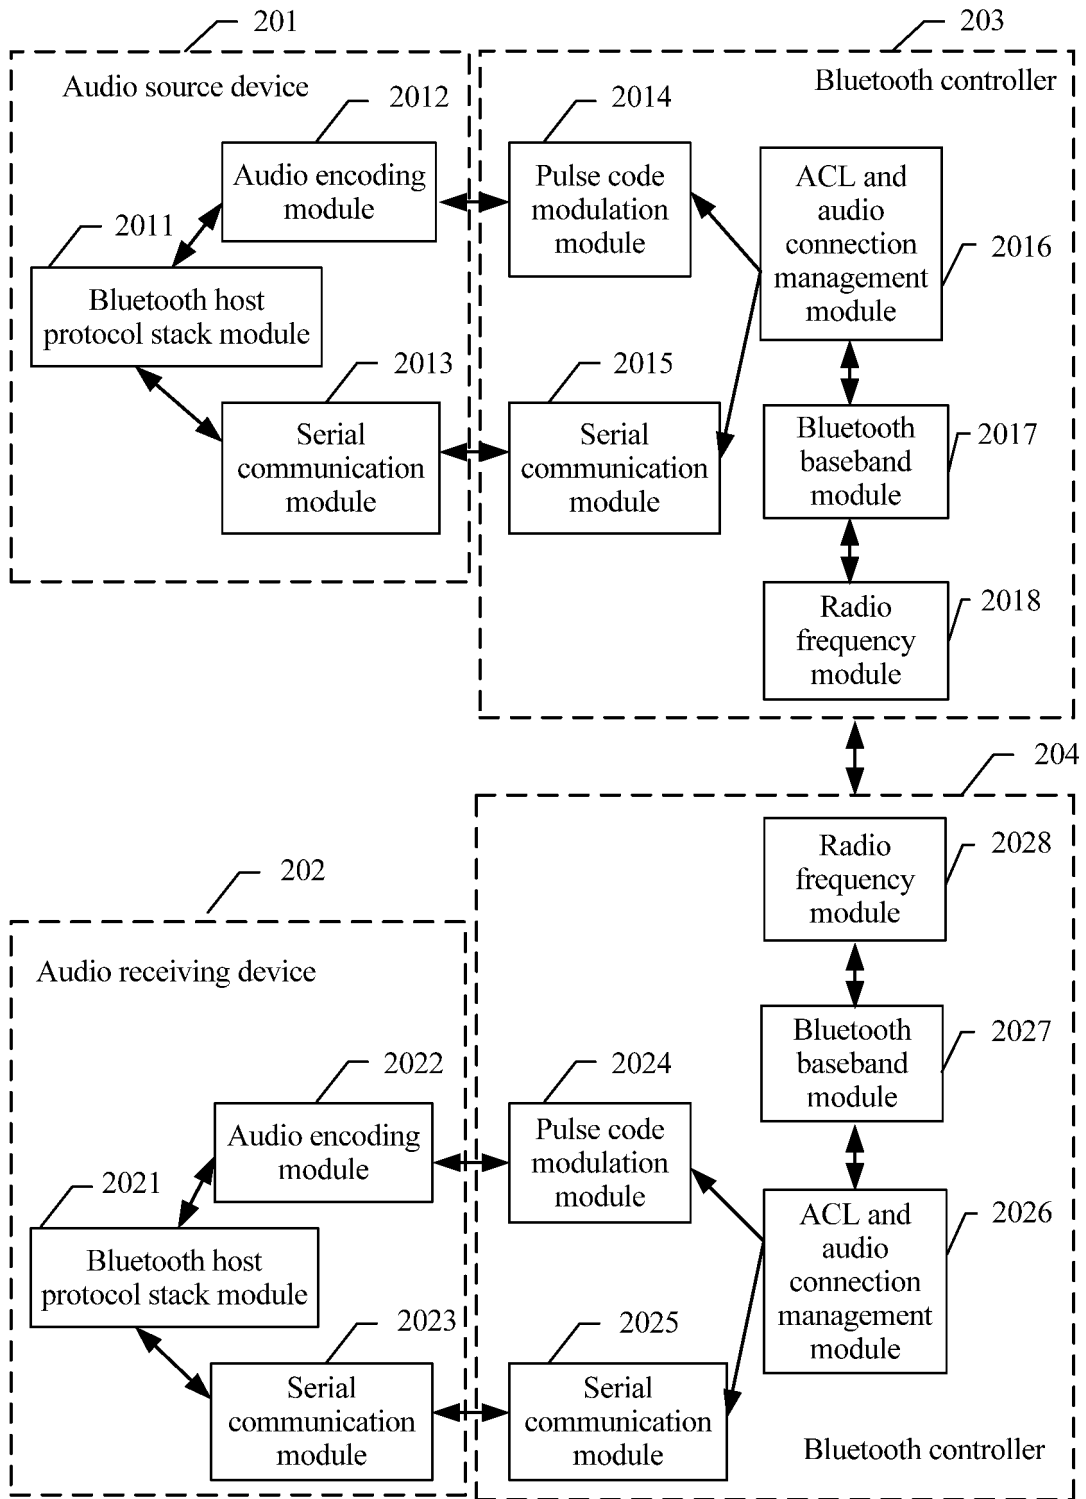 201
203
Audio source device
Bluetooth controller
2012
2014
Audio encoding
module
Pulse code
modulation
module
ACL and
audio
connection
management
module
2016
2011
Bluetooth host
protocol stack module
2013
2015
Serial
communication
module
Serial
communication
module
Bluetooth
baseband
module
2017
Radio
frequency
module
2018
204
Radio
frequency
module
2028
202
Audio receiving device
Bluetooth
baseband
module
2027
2022
2024
Audio encoding
module
Pulse code
modulation
module
2021
Bluetooth host
protocol stack module
ACL and
audio
connection
management
module
2026
2023
2025
Serial
communication
module
Serial
communication
module
Bluetooth controller